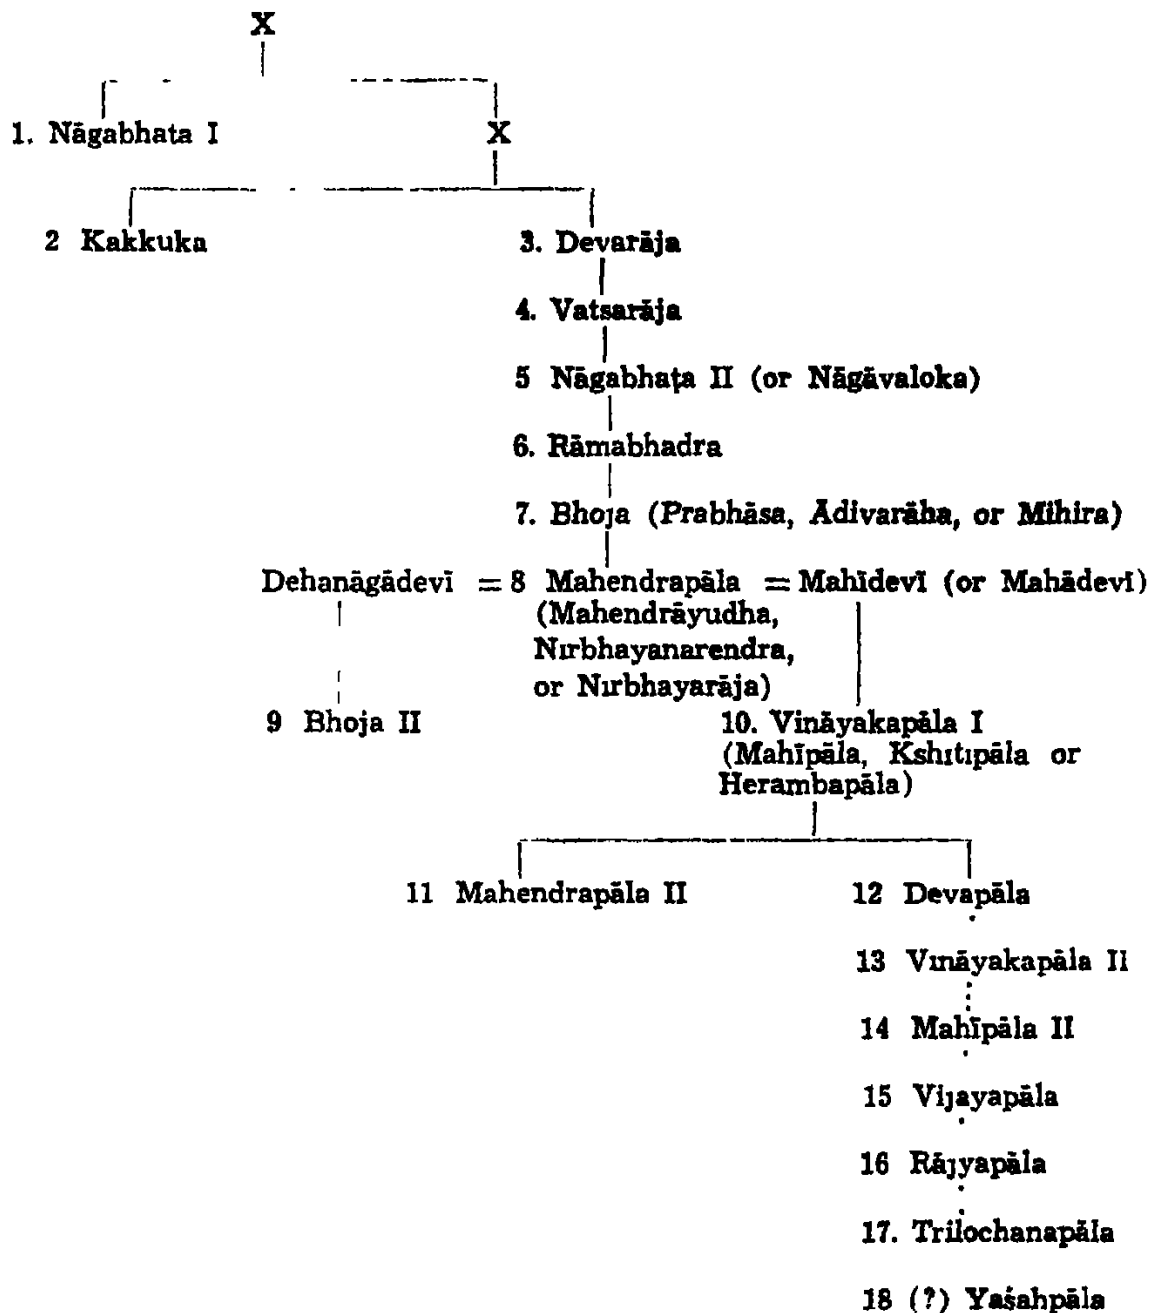 X
1. Nāgabhata I X
2 Kakkuka 3. Devarāja
4. Vatsarāja
5 Nāgabhaṭa II (or Nāgāvaloka)
6. Rāmabhadra
7. Bhoja (Prabhāsa, Ādivarāha, or Mihira)
Dehanāgādevī = 8 Mahendrapāla = Mahīdevī (or Mahādevī)
(Mahendrāyudha,
Nirbhayanarendra,
or Nirbhayarāja)
9 Bhoja II 10. Vināyakapāla I
(Mahīpāla, Kshitipāla or
Herambapāla)
11 Mahendrapāla II 12 Devapāla
13 Vināyakapāla II
14 Mahīpāla II
15 Vijayapāla
16 Rājyapāla
17. Trilochanapāla
18 (?) Yaśahpāla